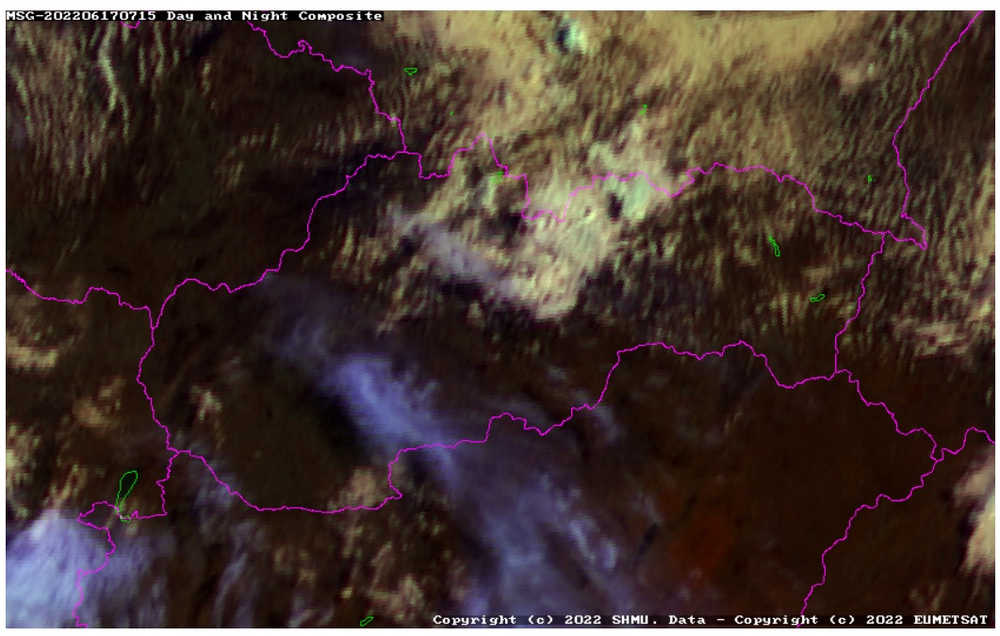 MSG-202206170715 Day and Night Composite
Copyright (c) 2022 SHMU. Data - Copyright (c) 2022 EUMETSAT